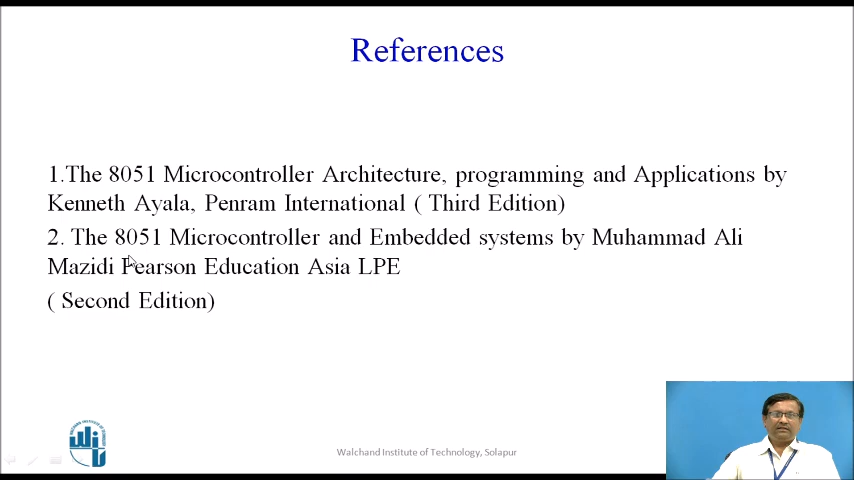 References
1.The 8051 Microcontroller Architecture, programming and Applications by
Kenneth Ayala, Penram International ( Third Edition)
2. The 8051 Microcontroller and Embedded systems by Muhammad Ali
Mazidi Pearson Education Asia LPE
( Second Edition)
Walchand Institute of Technology, Solapur